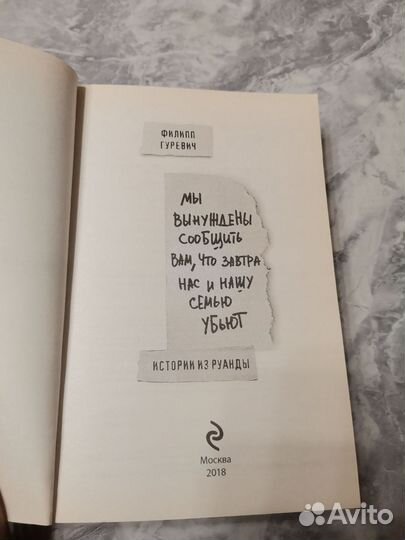 ФИЛИПП
ГУРЕВИЧ
МЫ
ВЫНУЖДЕНЫ
СООБЩИТЬ
ВАМ, ЧТО ЗАВТРА
НАС И НАШУ
СЕМЬЮ
УБЬЮТ
ИСТОРИИ ИЗ РУАНДЫ
Москва
2018
Avito